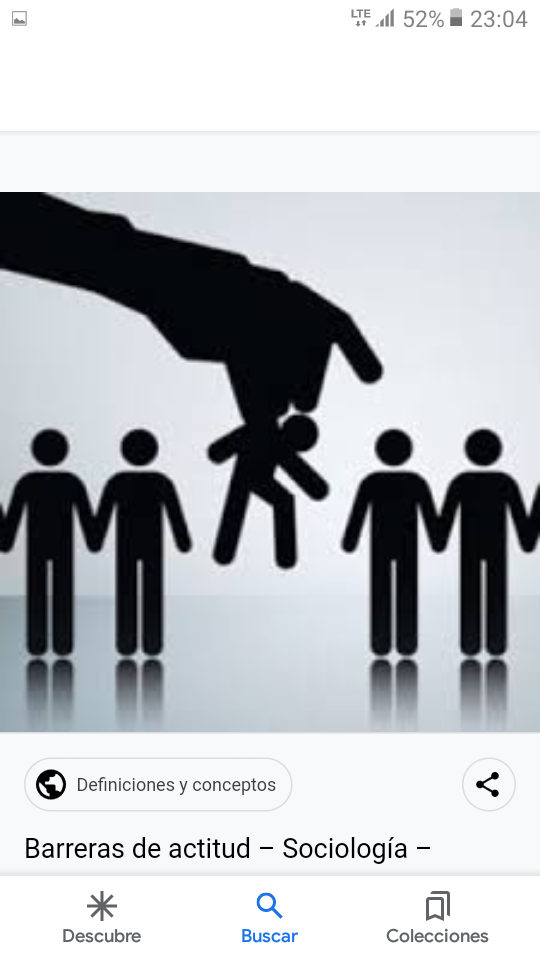 LTE 52% 23:04
Definiciones y conceptos
Barreras de actitud – Sociología –
Descubre Buscar Colecciones